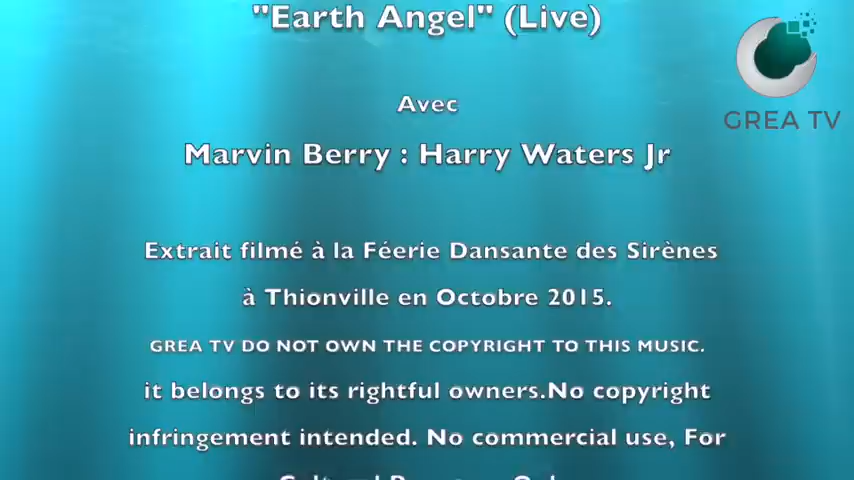 "Earth Angel" (Live)
GREA TV
Avec
Marvin Berry : Harry Waters Jr
Extrait filmé à la Féerie Dansante des Sirènes
à Thionville en Octobre 2015.
GREA TV DO NOT OWN THE COPYRIGHT TO THIS MUSIC.
it belongs to its rightful owners.No copyright
infringement intended. No commercial use, For